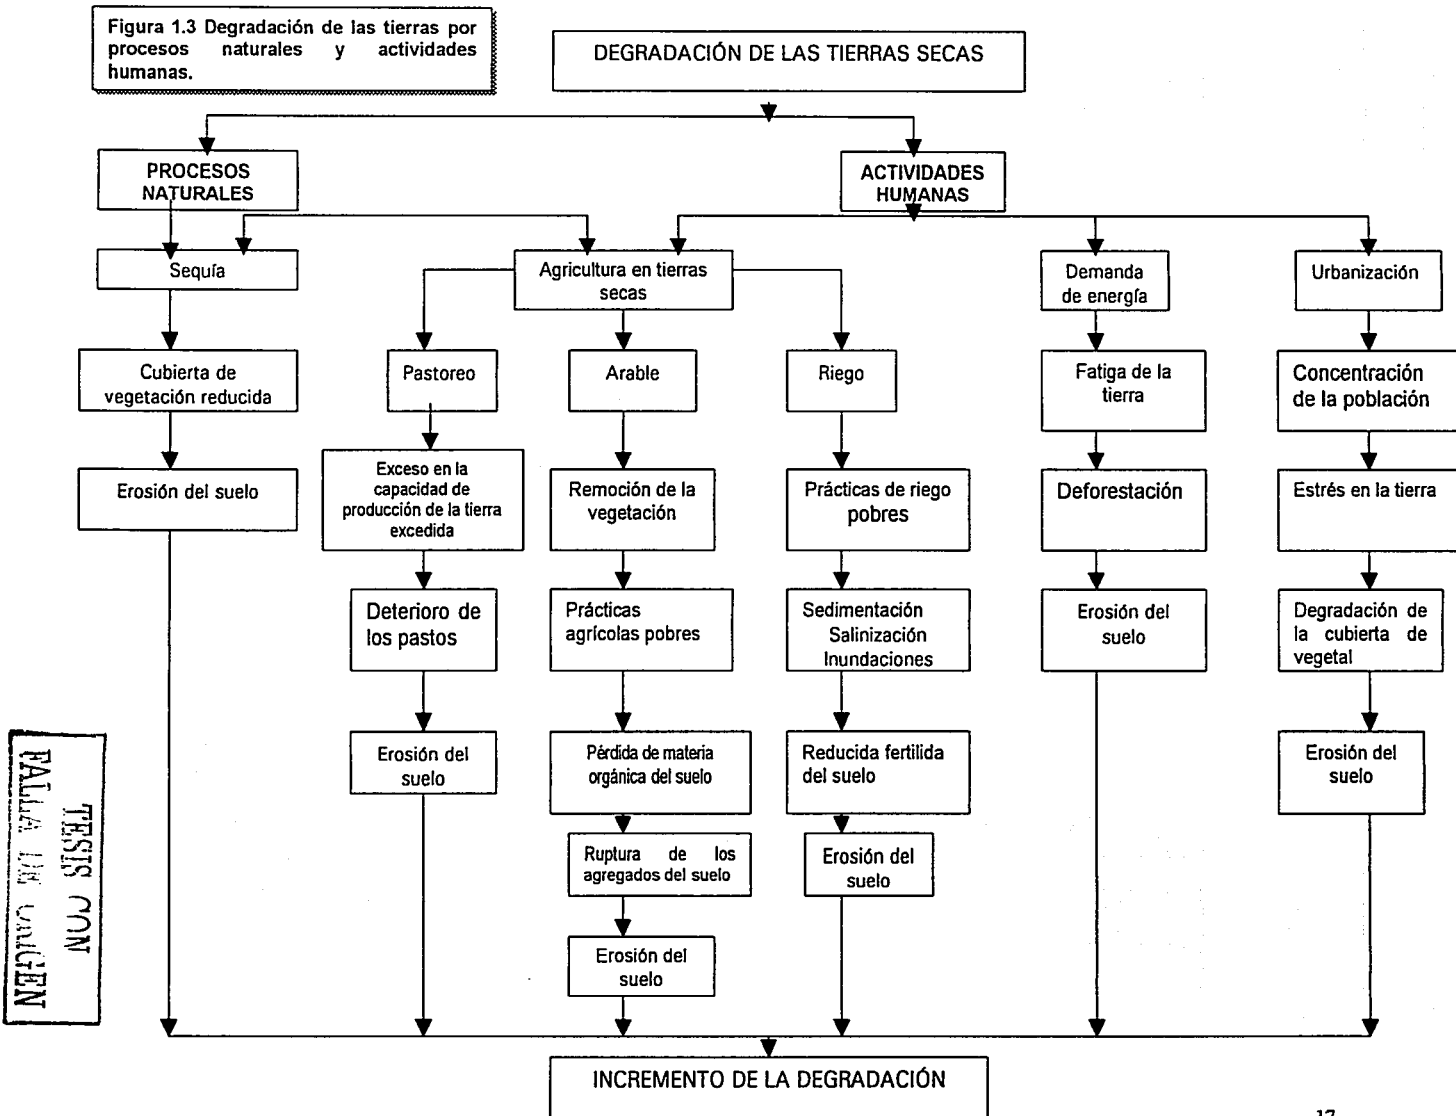 Figura 1.3 Degradación de las tierras por
procesos naturales y actividades
humanas.
DEGRADACIÓN DE LAS TIERRAS SECAS
PROCESOS
NATURALES
ACTIVIDADES
HUMANAS
Sequía
Agricultura en tierras
secas
Demanda
de energía
Urbanización
Cubierta de
vegetación reducida
Pastoreo
Arable
Riego
Fatiga de la
tierra
Concentración
de la población
Erosión del suelo
Exceso en la
capacidad de
producción de la tierra
excedida
Remoción de la
vegetación
Prácticas de riego
pobres
Deforestación
Estrés en la tierra
Deterioro de
los pastos
Prácticas
agrícolas pobres
Sedimentación
Salinización
Inundaciones
Erosión del
suelo
Degradación de
la cubierta de
vegetal
Erosión del
suelo
Pérdida de materia
orgánica del suelo
Reducida fertilida
del suelo
Erosión del
suelo
Ruptura de los
agregados del suelo
Erosión del
suelo
Erosión del
suelo
INCREMENTO DE LA DEGRADACIÓN
TESIS CON
FALLA DE ORIGEN
17